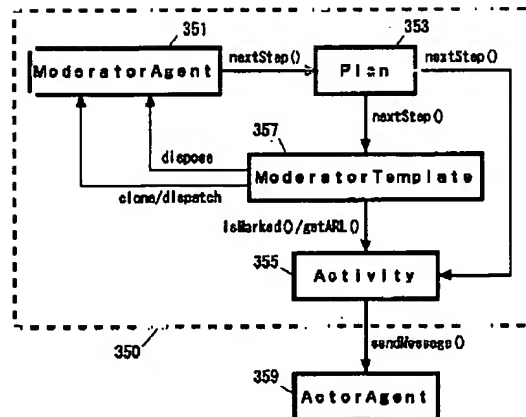 351
353
ModeratorAgent
nextStep()
Plan
nextStep()
nextStep()
357
dispose
ModeratorTemplate
clone/dispatch
isMarked()/getARL()
355
Activity
350
sendMessage()
359
ActorAgent